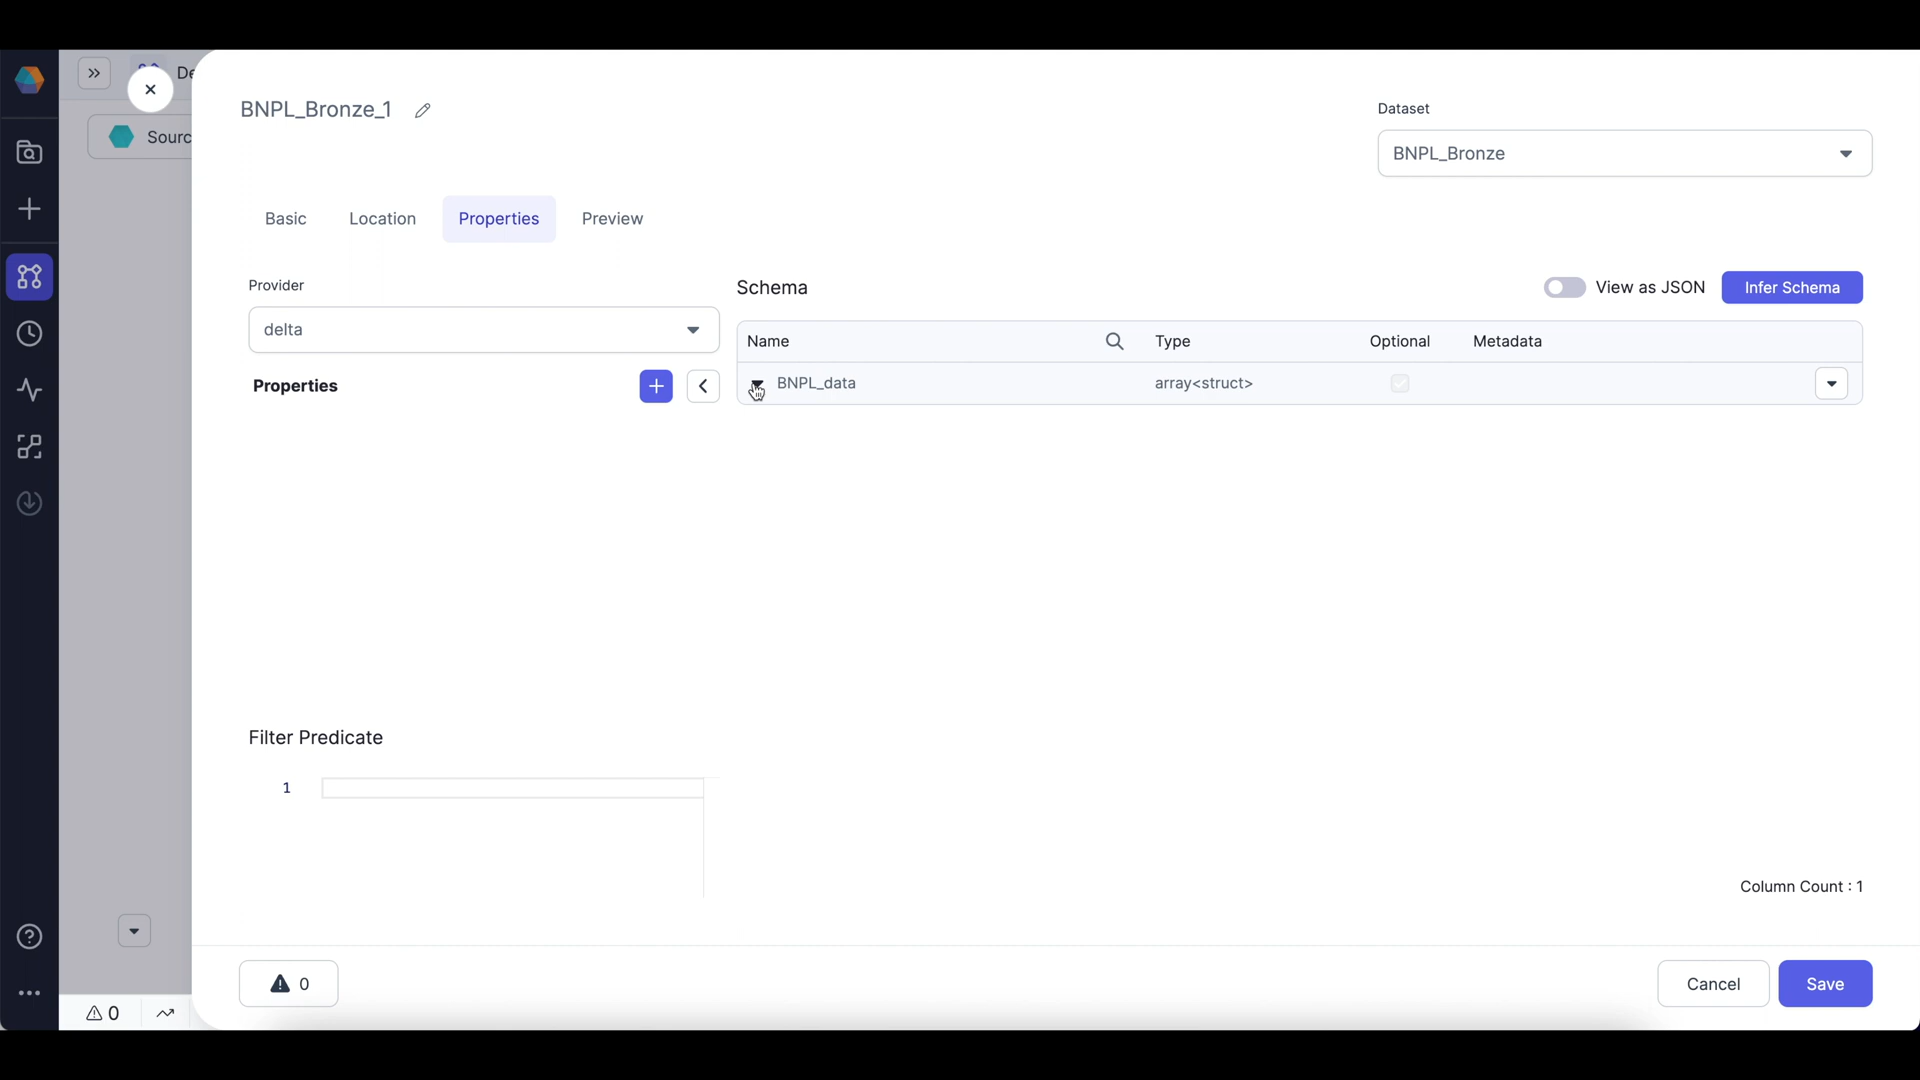 De
Sourc
BNPL_Bronze_1
Dataset
BNPL_Bronze
Basic Location Properties Preview
Provider
delta
Properties
Schema
View as JSON
Infer Schema
Name Type Optional Metadata
BNPL_data array<struct>
Filter Predicate
1
Column Count : 1
0
Cancel
Save
0